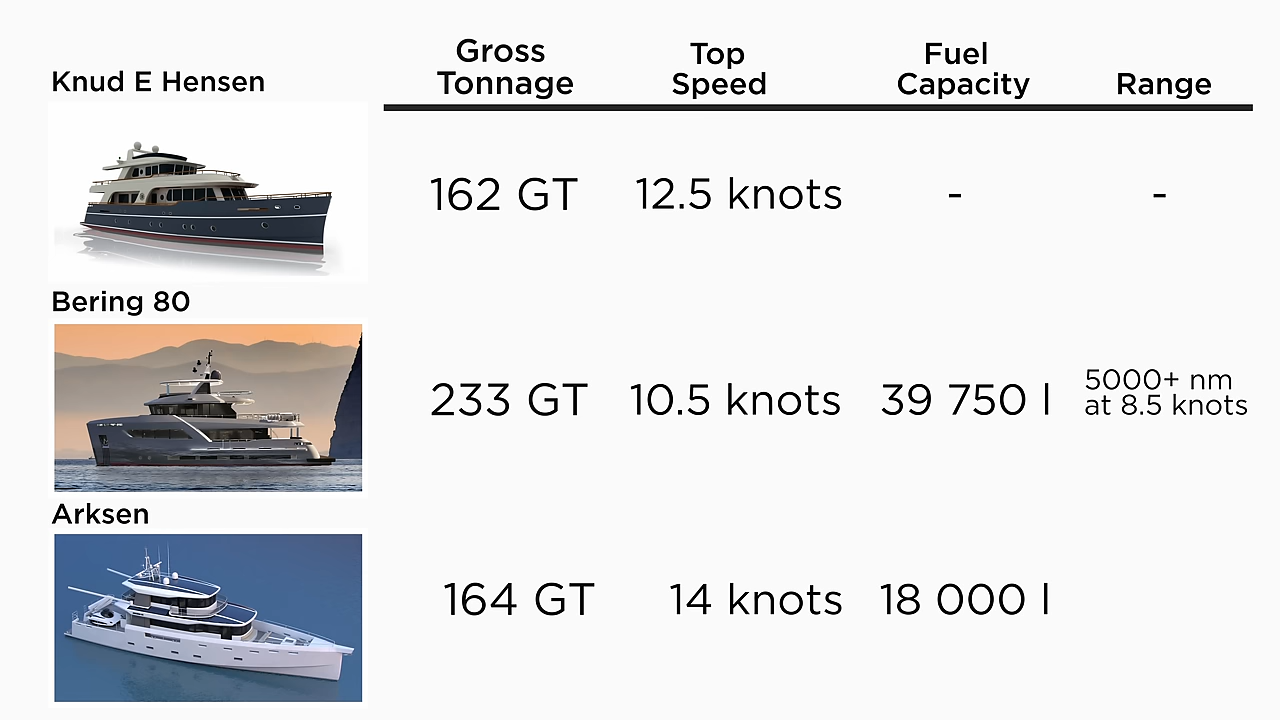 Gross
Tonnage
Top
Speed
Fuel
Capacity
Range
Knud E Hensen
162 GT
12.5 knots
-
-
Bering 80
233 GT
10.5 knots
39 750 l
5000+ nm
at 8.5 knots
Arksen
164 GT
14 knots
18 000 l